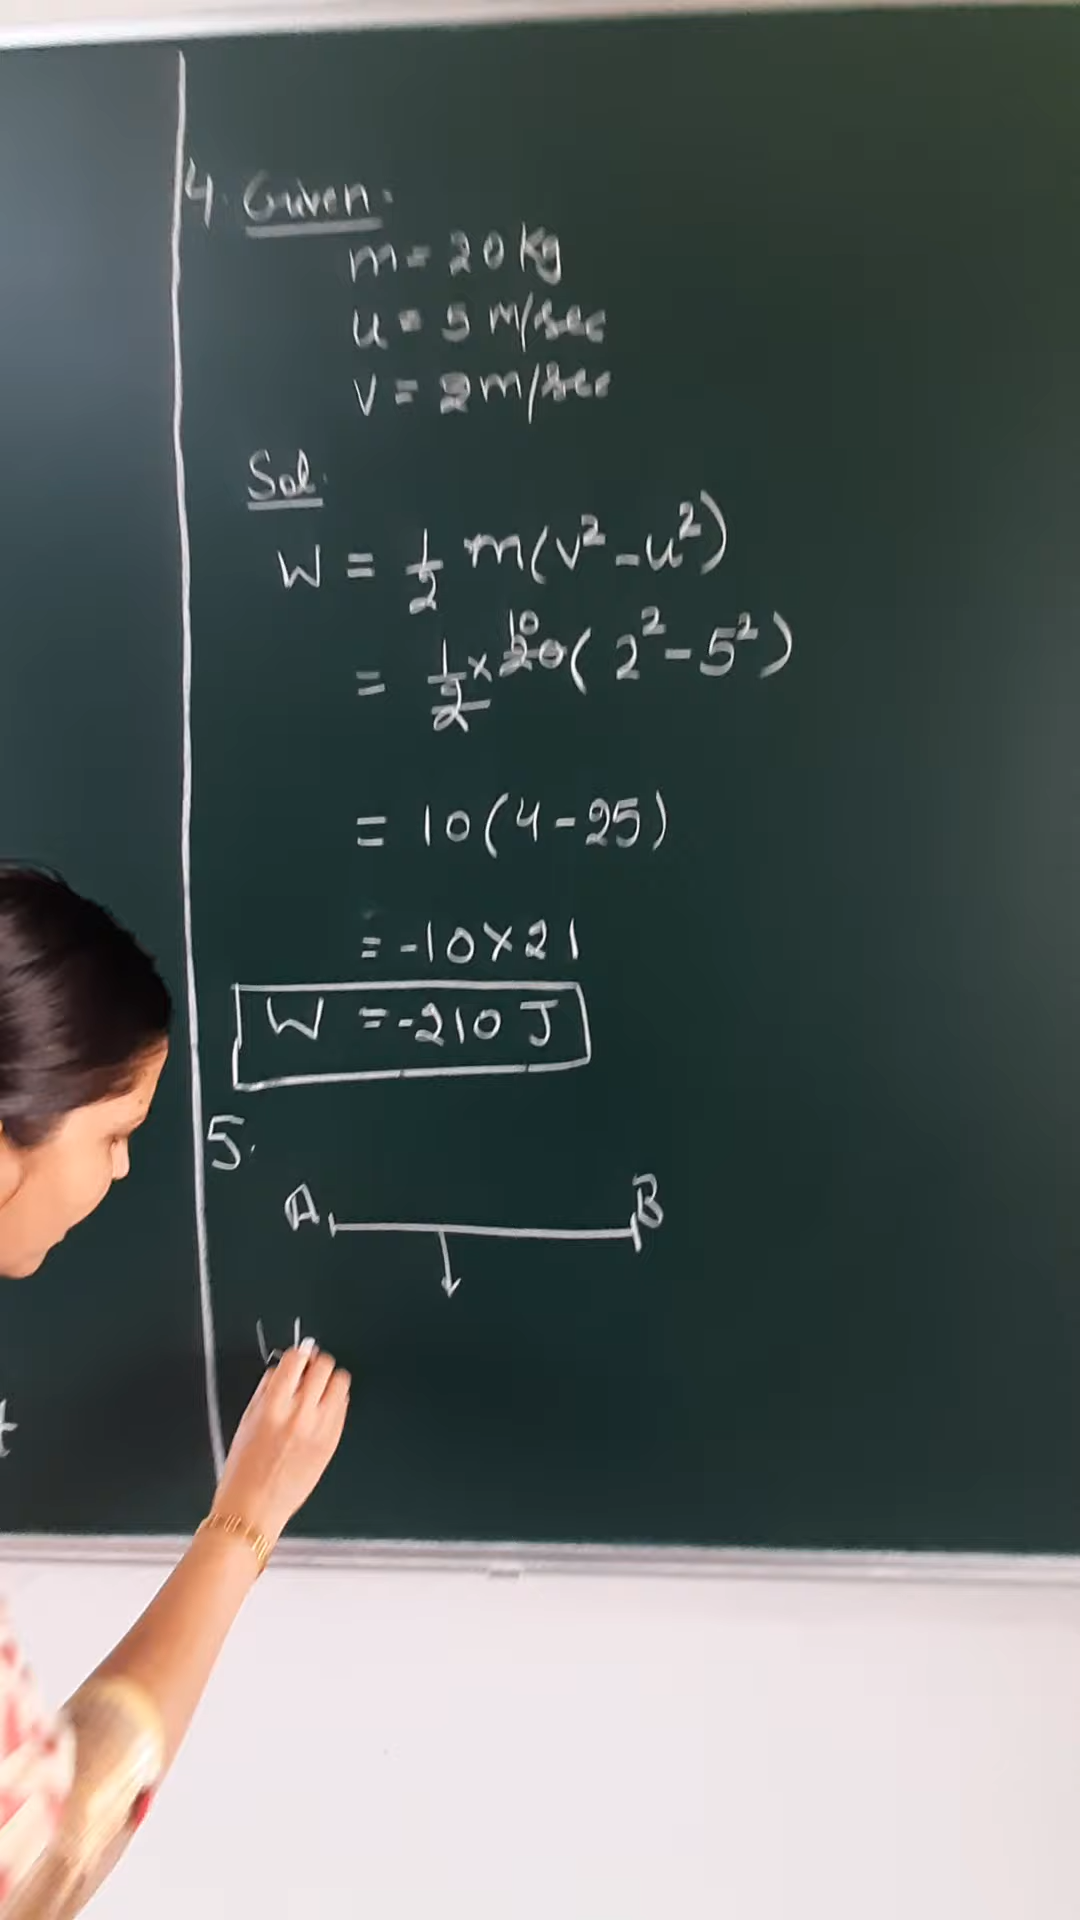 4. Given.
m = 20 kg
u = 5 m/sec
v = 2 m/sec
Sol.
W = 1/2 m(v² - u²)
= 1/2 × 20 10 ( 2² - 5² )
= 10 (4 - 25)
= -10 × 21
W = -210 J
5.
A B
W
t